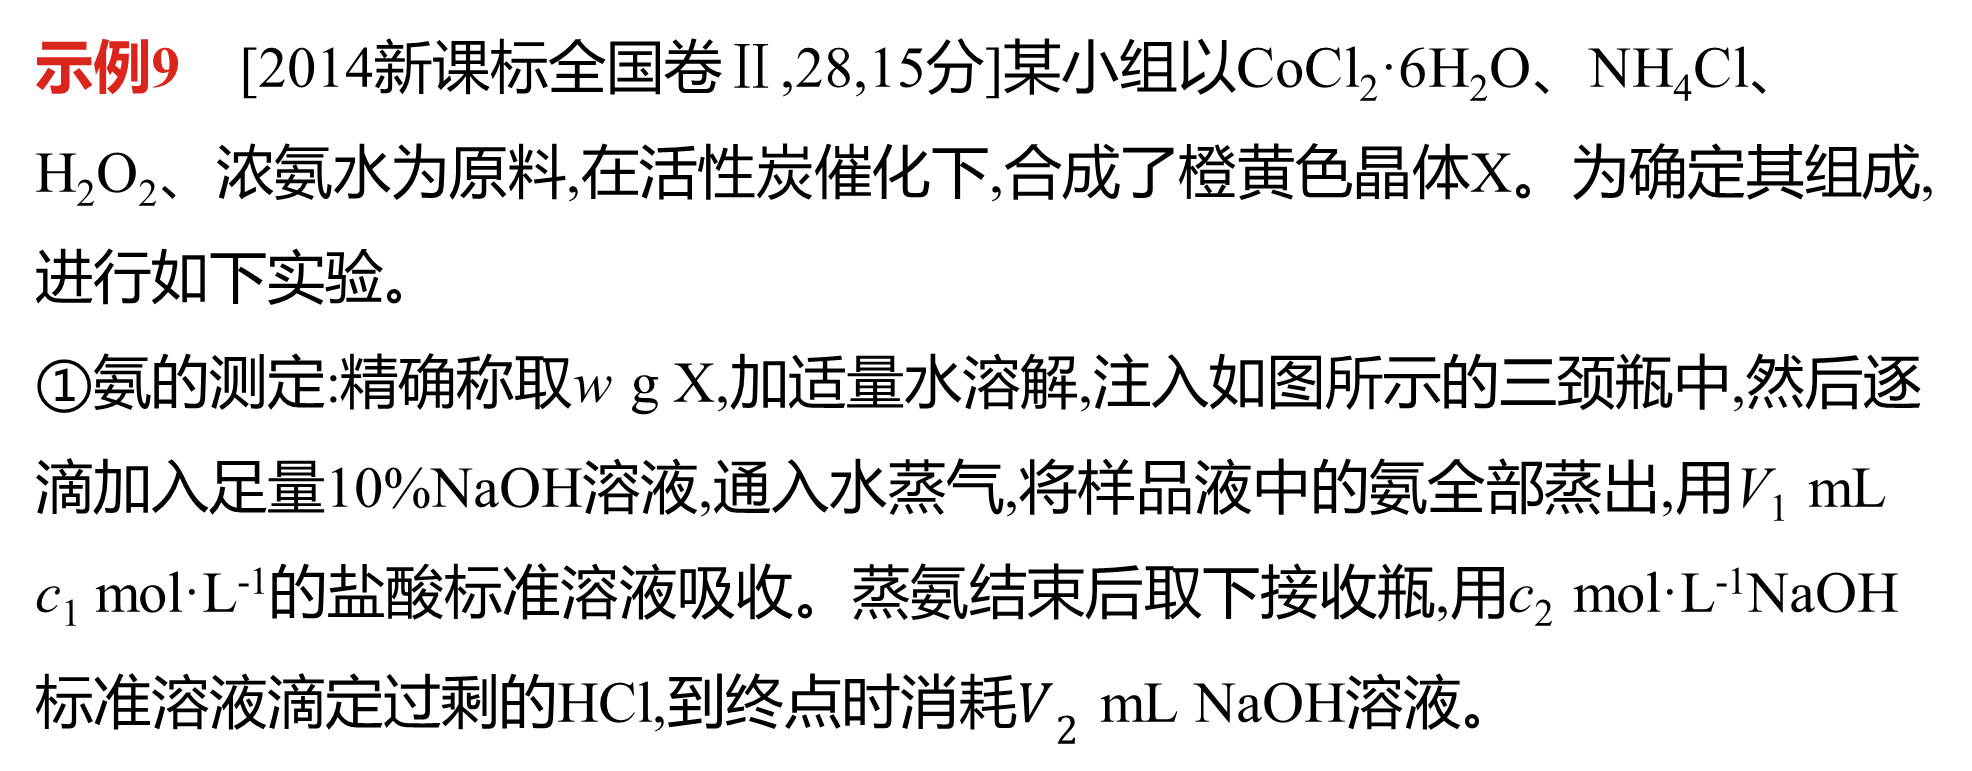 示例9 [2014新课标全国卷Ⅱ,28,15分]某小组以CoCl₂·6H₂O、NH₄Cl、
H₂O₂、浓氨水为原料,在活性炭催化下,合成了橙黄色晶体X。为确定其组成,
进行如下实验。
①氨的测定:精确称取w g X,加适量水溶解,注入如图所示的三颈瓶中,然后逐
滴加入足量10%NaOH溶液,通入水蒸气,将样品液中的氨全部蒸出,用V₁ mL
c₁ mol·L⁻¹的盐酸标准溶液吸收。蒸氨结束后取下接收瓶,用c₂ mol·L⁻¹NaOH
标准溶液滴定过剩的HCl,到终点时消耗V₂ mL NaOH溶液。